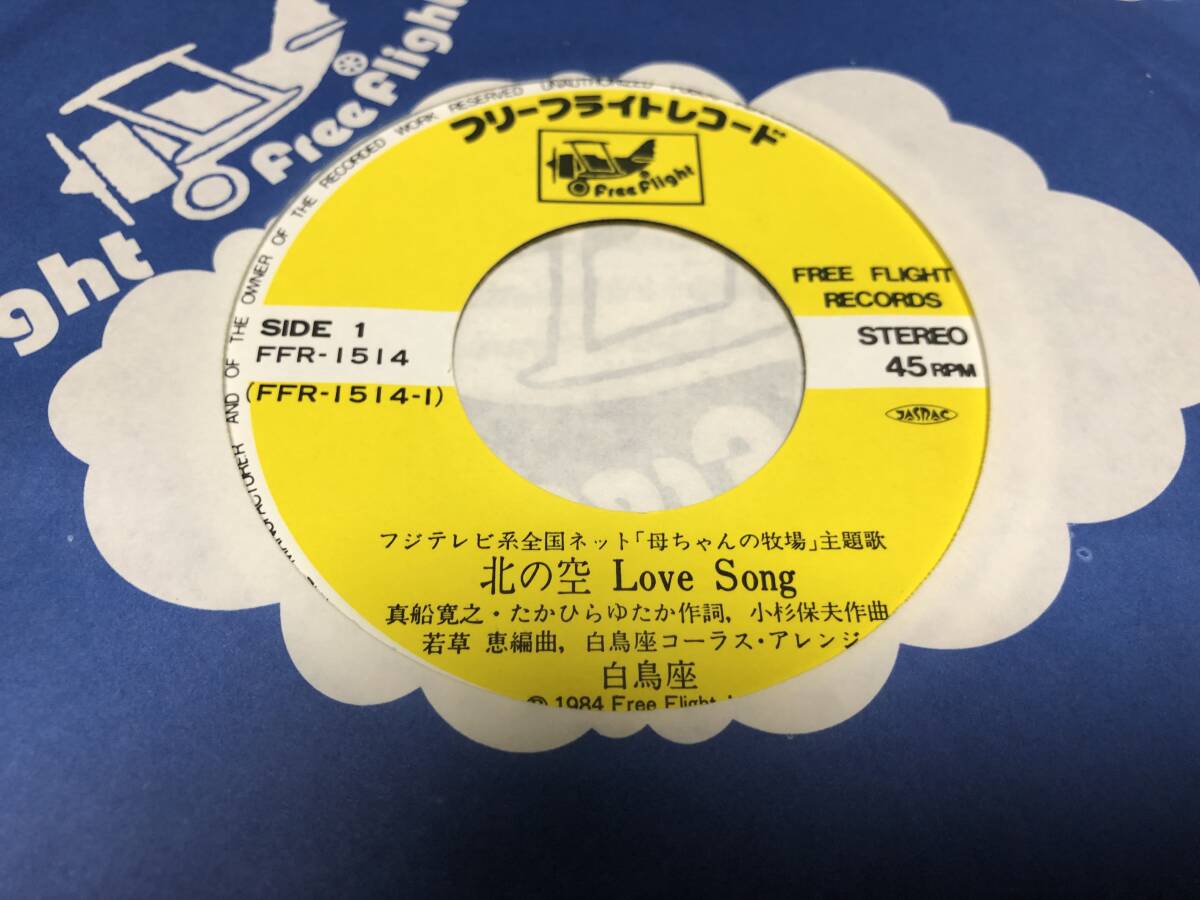 Free Flight
ght
MANUFACTURER AND OF THE OWNER OF THE RECORDED WORK RESERVED UNAUTHORIZED
フリーフライトレコード
Free Flight
FREE FLIGHT
RECORDS
SIDE 1
FFR-1514
(FFR-1514-1)
STEREO
45 RPM
JASRAC
フジテレビ系全国ネット「母ちゃんの牧場」主題歌
北の空 Love Song
真船寛之・たかひらゆたか作詞, 小杉保夫作曲
若草 恵編曲, 白鳥座コーラス・アレンジ
白鳥座
℗ 1984 Free Flight